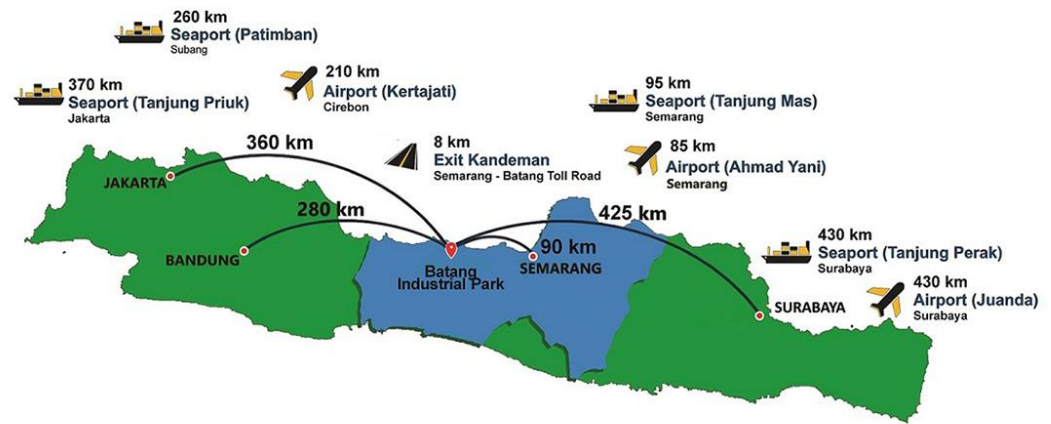 260 km
Seaport (Patimban)
Subang
370 km
Seaport (Tanjung Priuk)
Jakarta
210 km
Airport (Kertajati)
Cirebon
95 km
Seaport (Tanjung Mas)
Semarang
8 km
Exit Kandeman
Semarang - Batang Toll Road
85 km
Airport (Ahmad Yani)
Semarang
360 km
JAKARTA
280 km
425 km
BANDUNG
90 km
SEMARANG
Batang
Industrial Park
430 km
Seaport (Tanjung Perak)
Surabaya
430 km
Airport (Juanda)
Surabaya
SURABAYA